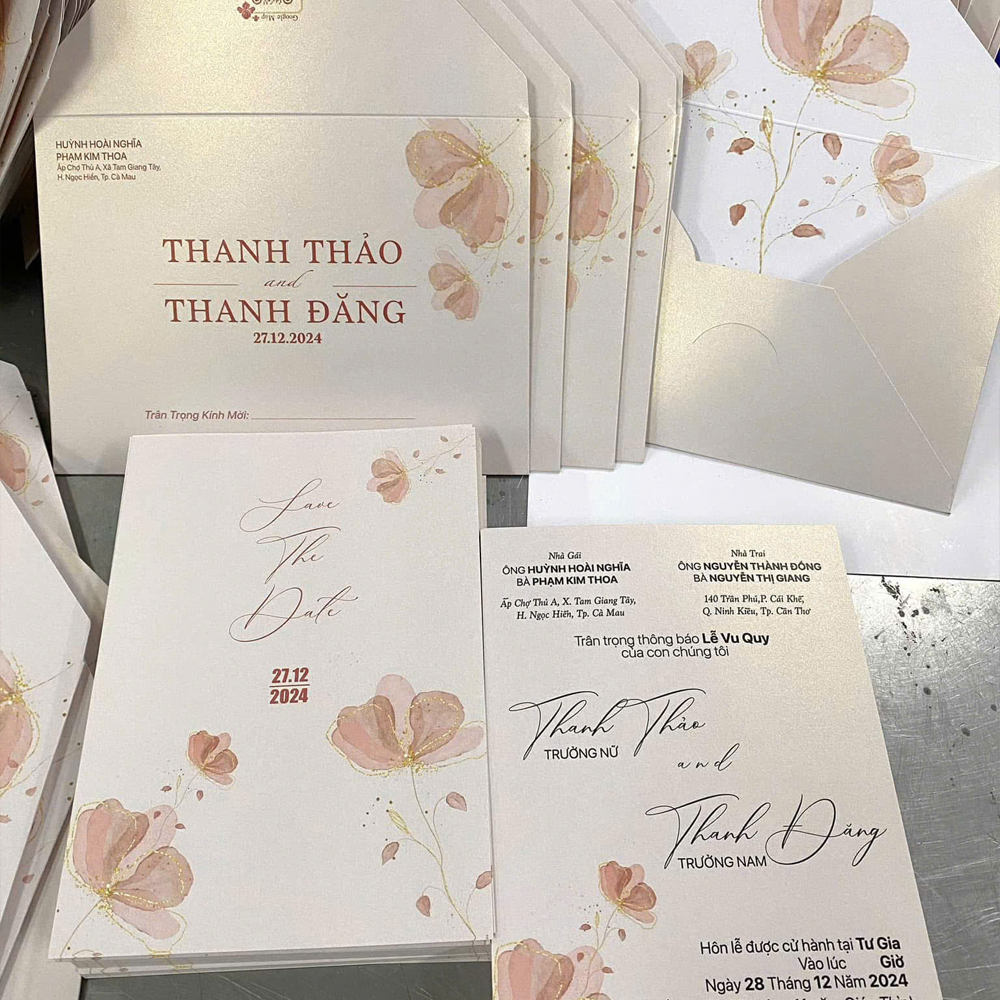 Google Map
HUỲNH HOÀI NGHĨA
PHẠM KIM THOA
Ấp Chợ Thủ A, Xã Tam Giang Tây,
H. Ngọc Hiển, Tp. Cà Mau
THANH THẢO
and
THANH ĐĂNG
27.12.2024
Trân Trọng Kính Mời:
Save
The
Date
27.12
2024
Nhà Gái
ÔNG HUỲNH HOÀI NGHĨA
BÀ PHẠM KIM THOA
Ấp Chợ Thủ A, X. Tam Giang Tây,
H. Ngọc Hiển, Tp. Cà Mau
Nhà Trai
ÔNG NGUYỄN THÀNH ĐÔNG
BÀ NGUYỄN THỊ GIANG
140 Trần Phú,P. Cái Khế,
Q. Ninh Kiều, Tp. Cần Thơ
Trân trọng thông báo Lễ Vu Quy
của con chúng tôi
Thanh Thảo
TRƯỞNG NỮ
and
Thanh Đăng
TRƯỞNG NAM
Hôn lễ được cử hành tại Tư Gia
Vào lúc Giờ
Ngày 28 Tháng 12 Năm 2024